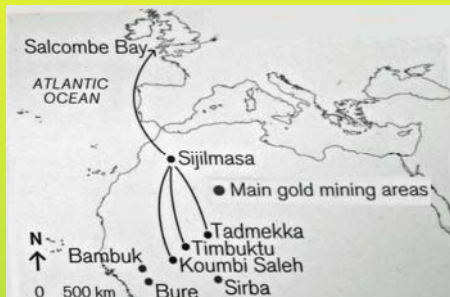 Salcombe Bay
ATLANTIC
OCEAN
Sijilmasa
Main gold mining areas
Tadmekka
N
Timbuktu
Bambuk
Koumbi Saleh
0 500 km
Bure
Sirba